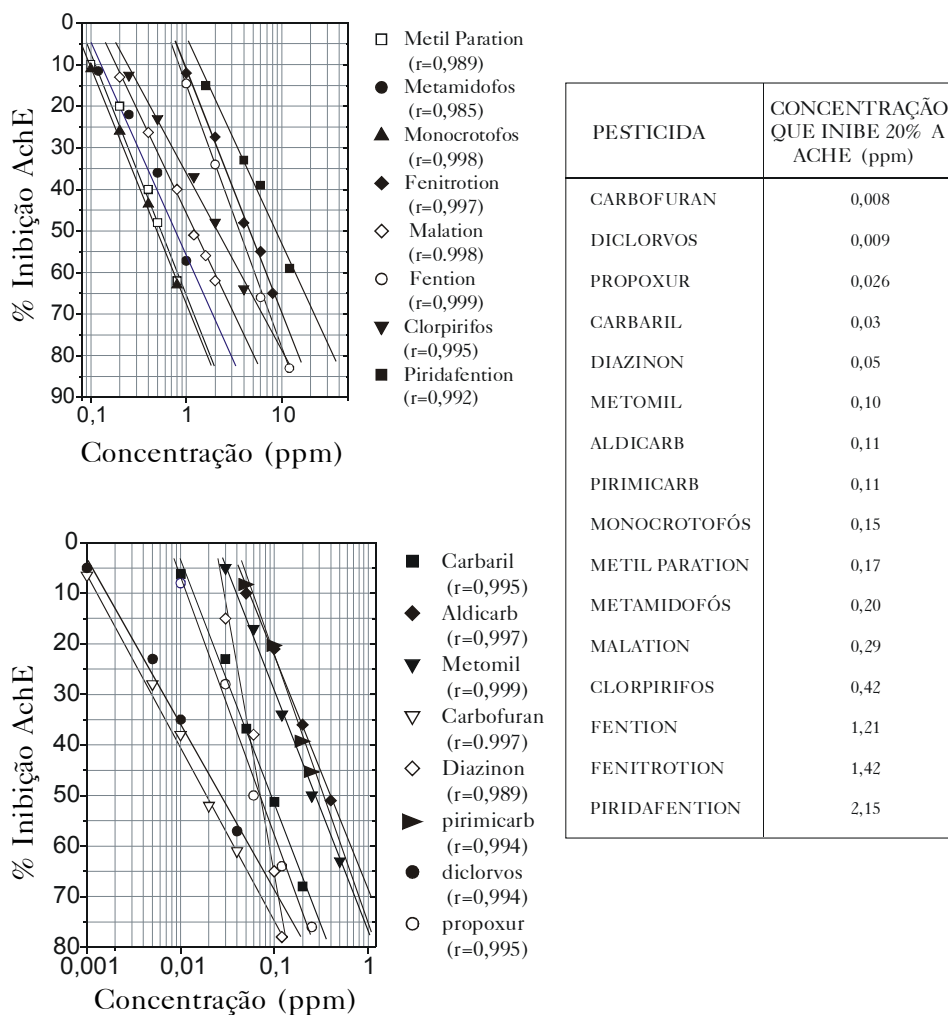 0
10
20
30
40
50
60
70
80
90
% Inibição AchE
0,1
1
10
Concentração (ppm)
Metil Paration
(r=0,989)
Metamidofos
(r=0,985)
Monocrotofos
(r=0,998)
Fenitrotion
(r=0,997)
Malation
(r=0.998)
Fention
(r=0,999)
Clorpirifos
(r=0,995)
Piridafention
(r=0,992)
0
10
20
30
40
50
60
70
80
% Inibição AchE
0,001
0,01
0,1
1
Concentração (ppm)
Carbaril
(r=0,995)
Aldicarb
(r=0,997)
Metomil
(r=0,999)
Carbofuran
(r=0.997)
Diazinon
(r=0,989)
pirimicarb
(r=0,994)
diclorvos
(r=0,994)
propoxur
(r=0,995)
PESTICIDA
CONCENTRAÇÃO
QUE INIBE 20% A
ACHE (ppm)
CARBOFURAN 0,008
DICLORVOS 0,009
PROPOXUR 0,026
CARBARIL 0,03
DIAZINON 0,05
METOMIL 0,10
ALDICARB 0,11
PIRIMICARB 0,11
MONOCROTOFÓS 0,15
METIL PARATION 0,17
METAMIDOFÓS 0,20
MALATION 0,29
CLORPIRIFOS 0,42
FENTION 1,21
FENITROTION 1,42
PIRIDAFENTION 2,15